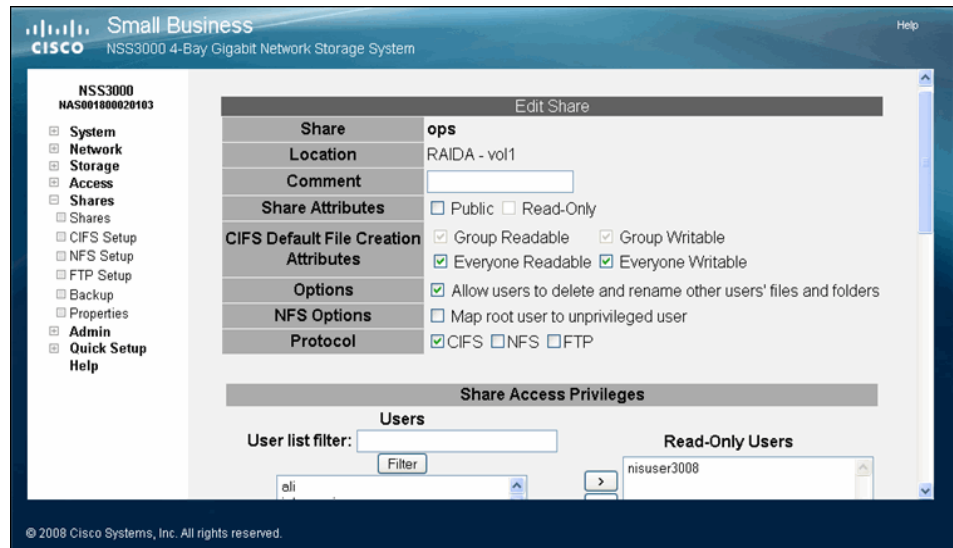 Small Business
CISCO NSS3000 4-Bay Gigabit Network Storage System
Help
NSS3000
NAS001800020103
System
Network
Storage
Access
Shares
Shares
CIFS Setup
NFS Setup
FTP Setup
Backup
Properties
Admin
Quick Setup
Help
Edit Share
Share ops
Location RAIDA - vol1
Comment
Share Attributes Public Read-Only
CIFS Default File Creation Attributes Group Readable Group Writable
Everyone Readable Everyone Writable
Options Allow users to delete and rename other users' files and folders
NFS Options Map root user to unprivileged user
Protocol CIFS NFS FTP
Share Access Privileges
Users
User list filter:
Filter
ali
>
Read-Only Users
nisuser3008
© 2008 Cisco Systems, Inc. All rights reserved.